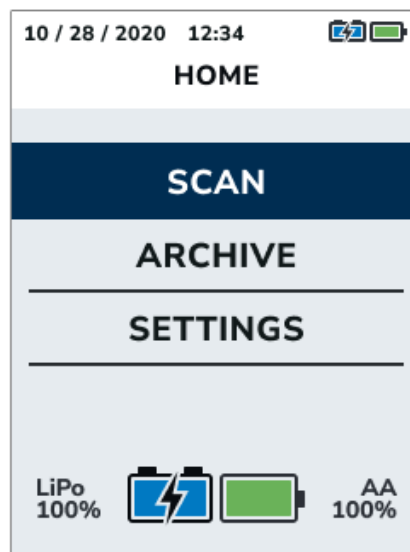 10 / 28 / 2020 12:34
HOME
SCAN
ARCHIVE
SETTINGS
LiPo
100%
AA
100%